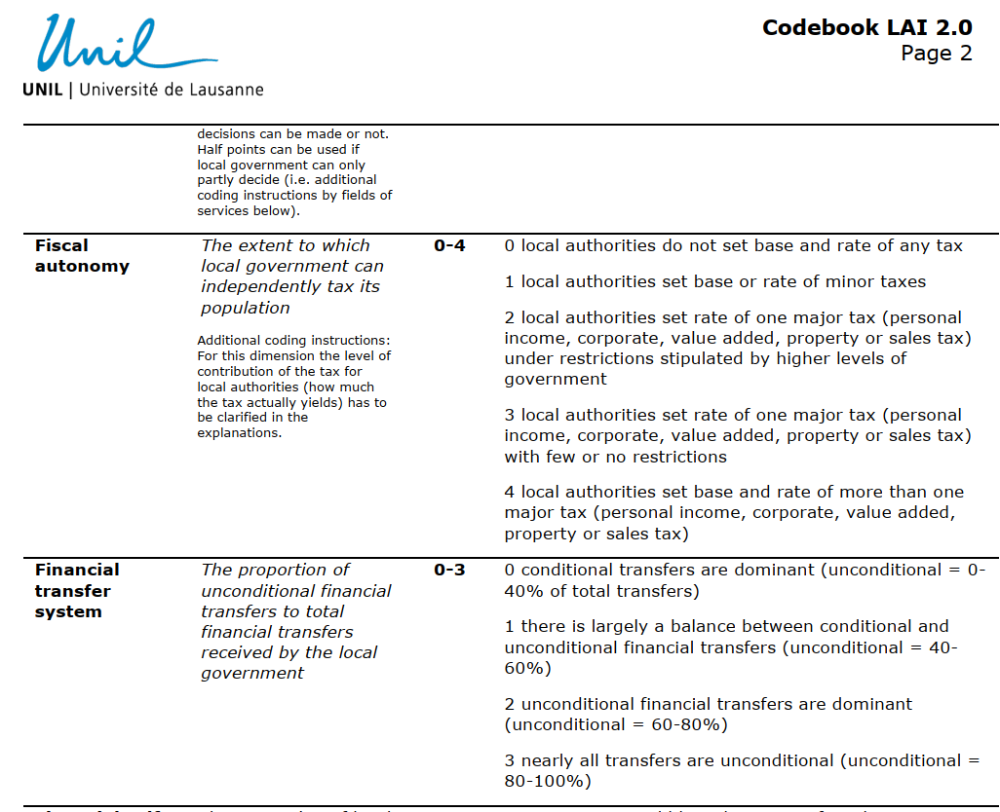 Unil
UNIL | Université de Lausanne
Codebook LAI 2.0
Page 2
decisions can be made or not.
Half points can be used if
local government can only
partly decide (i.e. additional
coding instructions by fields of
services below).
Fiscal
autonomy
The extent to which
local government can
independently tax its
population
Additional coding instructions:
For this dimension the level of
contribution of the tax for
local authorities (how much
the tax actually yields) has to
be clarified in the
explanations.
0-4
0 local authorities do not set base and rate of any tax
1 local authorities set base or rate of minor taxes
2 local authorities set rate of one major tax (personal
income, corporate, value added, property or sales tax)
under restrictions stipulated by higher levels of
government
3 local authorities set rate of one major tax (personal
income, corporate, value added, property or sales tax)
with few or no restrictions
4 local authorities set base and rate of more than one
major tax (personal income, corporate, value added,
property or sales tax)
Financial
transfer
system
The proportion of
unconditional financial
transfers to total
financial transfers
received by the local
government
0-3
0 conditional transfers are dominant (unconditional = 0-
40% of total transfers)
1 there is largely a balance between conditional and
unconditional financial transfers (unconditional = 40-
60%)
2 unconditional financial transfers are dominant
(unconditional = 60-80%)
3 nearly all transfers are unconditional (unconditional =
80-100%)